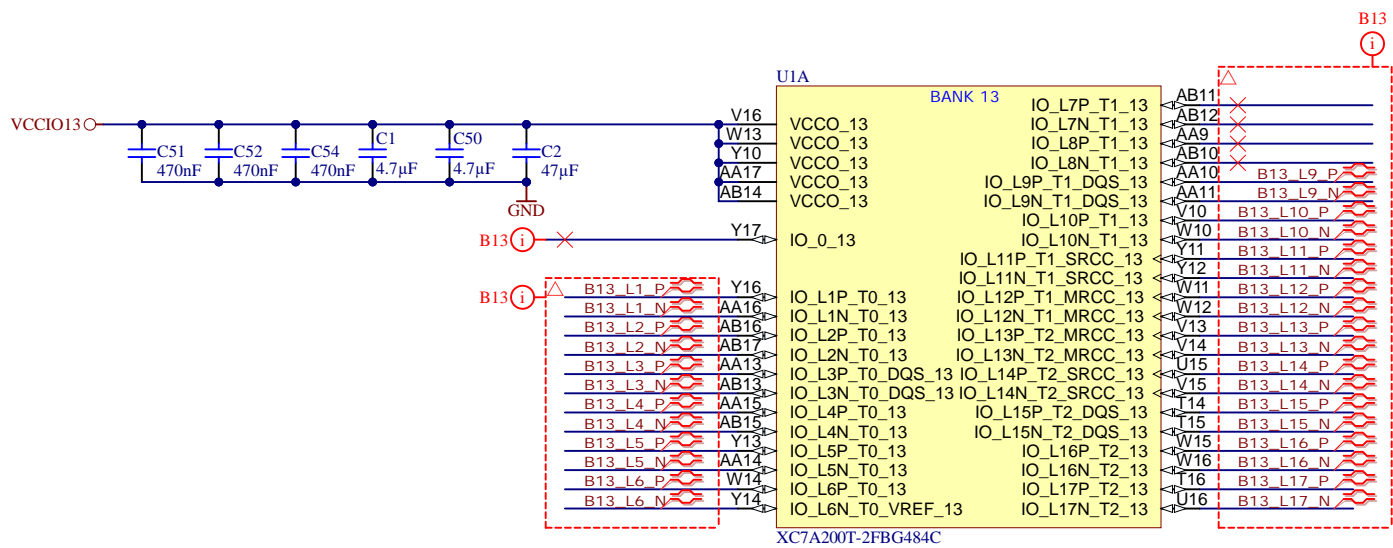 B13
i
U1A
BANK 13
VCCIO13
C51
470nF
C52
470nF
C54
470nF
C1
4.7µF
C50
4.7µF
C2
47µF
GND
V16 VCCO_13
W13 VCCO_13
Y10 VCCO_13
AA17 VCCO_13
AB14 VCCO_13
B13 i Y17 IO_0_13
B13 i
B13_L1_P Y16 IO_L1P_T0_13
B13_L1_N AA16 IO_L1N_T0_13
B13_L2_P AB16 IO_L2P_T0_13
B13_L2_N AB17 IO_L2N_T0_13
B13_L3_P AA13 IO_L3P_T0_DQS_13
B13_L3_N AB13 IO_L3N_T0_DQS_13
B13_L4_P AA15 IO_L4P_T0_13
B13_L4_N AB15 IO_L4N_T0_13
B13_L5_P Y13 IO_L5P_T0_13
B13_L5_N AA14 IO_L5N_T0_13
B13_L6_P W14 IO_L6P_T0_13
B13_L6_N Y14 IO_L6N_T0_VREF_13
IO_L7P_T1_13 AB11
IO_L7N_T1_13 AB12
IO_L8P_T1_13 AA9
IO_L8N_T1_13 AB10
IO_L9P_T1_DQS_13 AA10 B13_L9_P
IO_L9N_T1_DQS_13 AA11 B13_L9_N
IO_L10P_T1_13 V10 B13_L10_P
IO_L10N_T1_13 W10 B13_L10_N
IO_L11P_T1_SRCC_13 Y11 B13_L11_P
IO_L11N_T1_SRCC_13 Y12 B13_L11_N
IO_L12P_T1_MRCC_13 W11 B13_L12_P
IO_L12N_T1_MRCC_13 W12 B13_L12_N
IO_L13P_T2_MRCC_13 V13 B13_L13_P
IO_L13N_T2_MRCC_13 V14 B13_L13_N
IO_L14P_T2_SRCC_13 U15 B13_L14_P
IO_L14N_T2_SRCC_13 V15 B13_L14_N
IO_L15P_T2_DQS_13 T14 B13_L15_P
IO_L15N_T2_DQS_13 T15 B13_L15_N
IO_L16P_T2_13 W15 B13_L16_P
IO_L16N_T2_13 W16 B13_L16_N
IO_L17P_T2_13 T16 B13_L17_P
IO_L17N_T2_13 U16 B13_L17_N
XC7A200T-2FBG484C